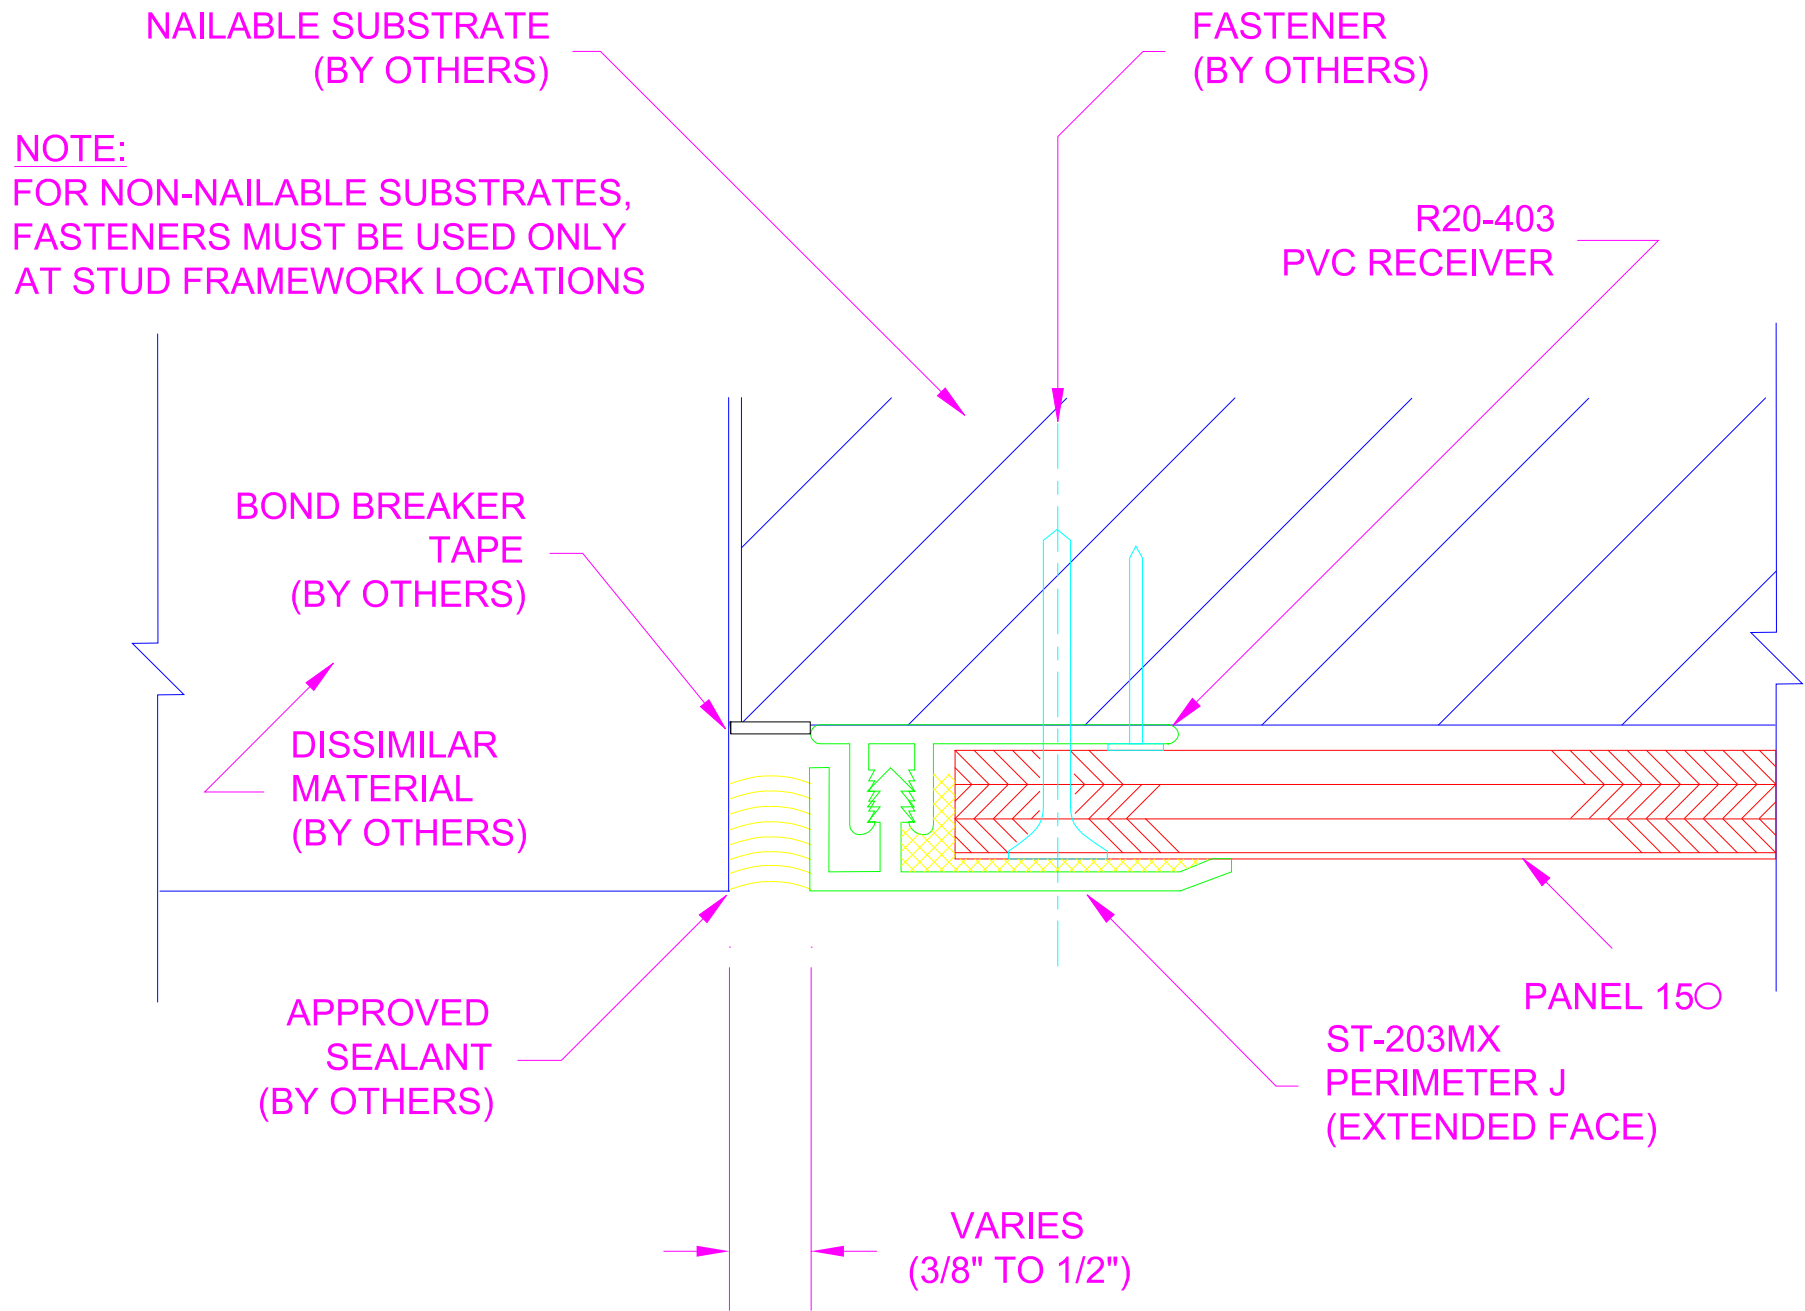 NAILABLE SUBSTRATE
(BY OTHERS)
FASTENER
(BY OTHERS)
NOTE:
FOR NON-NAILABLE SUBSTRATES,
FASTENERS MUST BE USED ONLY
AT STUD FRAMEWORK LOCATIONS
R20-403
PVC RECEIVER
BOND BREAKER
TAPE
(BY OTHERS)
DISSIMILAR
MATERIAL
(BY OTHERS)
APPROVED
SEALANT
(BY OTHERS)
PANEL 15O
ST-203MX
PERIMETER J
(EXTENDED FACE)
VARIES
(3/8" TO 1/2")